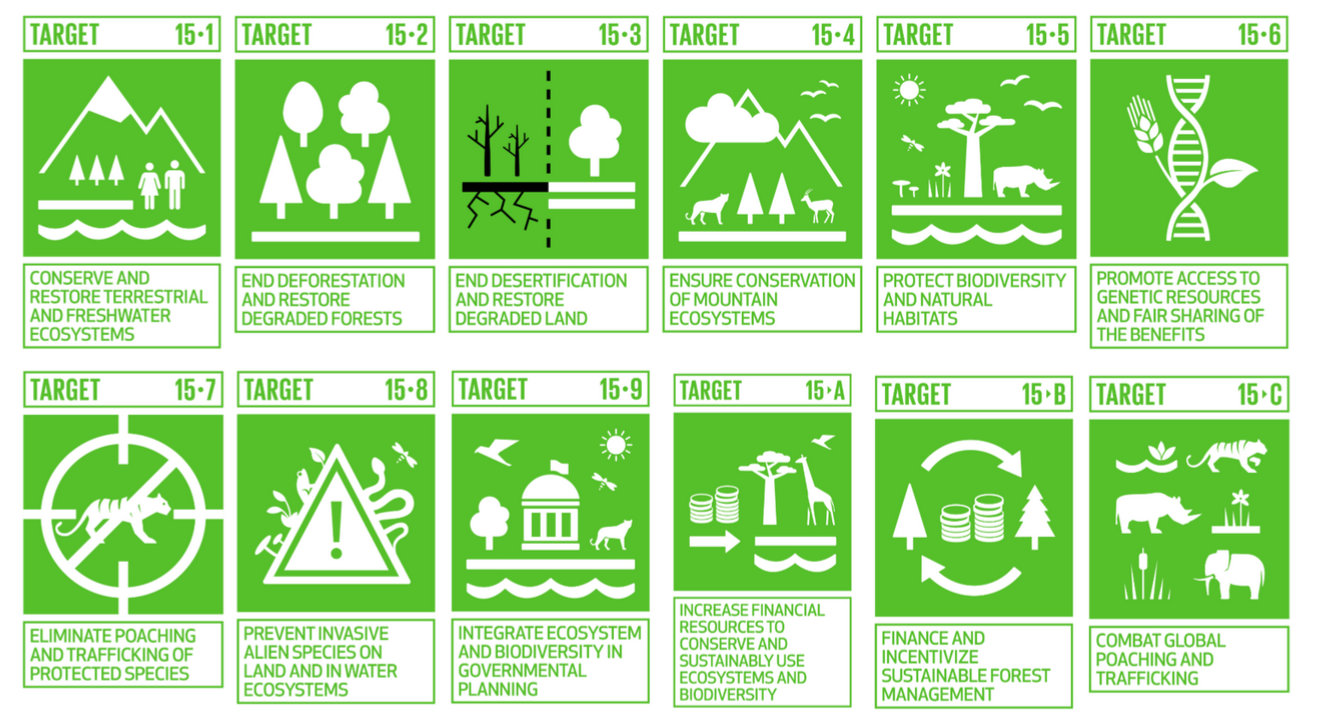 TARGET 15·1
CONSERVE AND
RESTORE TERRESTRIAL
AND FRESHWATER
ECOSYSTEMS
TARGET 15·2
END DEFORESTATION
AND RESTORE
DEGRADED FORESTS
TARGET 15·3
END DESERTIFICATION
AND RESTORE
DEGRADED LAND
TARGET 15·4
ENSURE CONSERVATION
OF MOUNTAIN
ECOSYSTEMS
TARGET 15·5
PROTECT BIODIVERSITY
AND NATURAL
HABITATS
TARGET 15·6
PROMOTE ACCESS TO
GENETIC RESOURCES
AND FAIR SHARING OF
THE BENEFITS
TARGET 15·7
ELIMINATE POACHING
AND TRAFFICKING OF
PROTECTED SPECIES
TARGET 15·8
!
PREVENT INVASIVE
ALIEN SPECIES ON
LAND AND IN WATER
ECOSYSTEMS
TARGET 15·9
INTEGRATE ECOSYSTEM
AND BIODIVERSITY IN
GOVERNMENTAL
PLANNING
TARGET 15‣A
INCREASE FINANCIAL
RESOURCES TO
CONSERVE AND
SUSTAINABLY USE
ECOSYSTEMS AND
BIODIVERSITY
TARGET 15‣B
FINANCE AND
INCENTIVIZE
SUSTAINABLE FOREST
MANAGEMENT
TARGET 15‣C
COMBAT GLOBAL
POACHING AND
TRAFFICKING